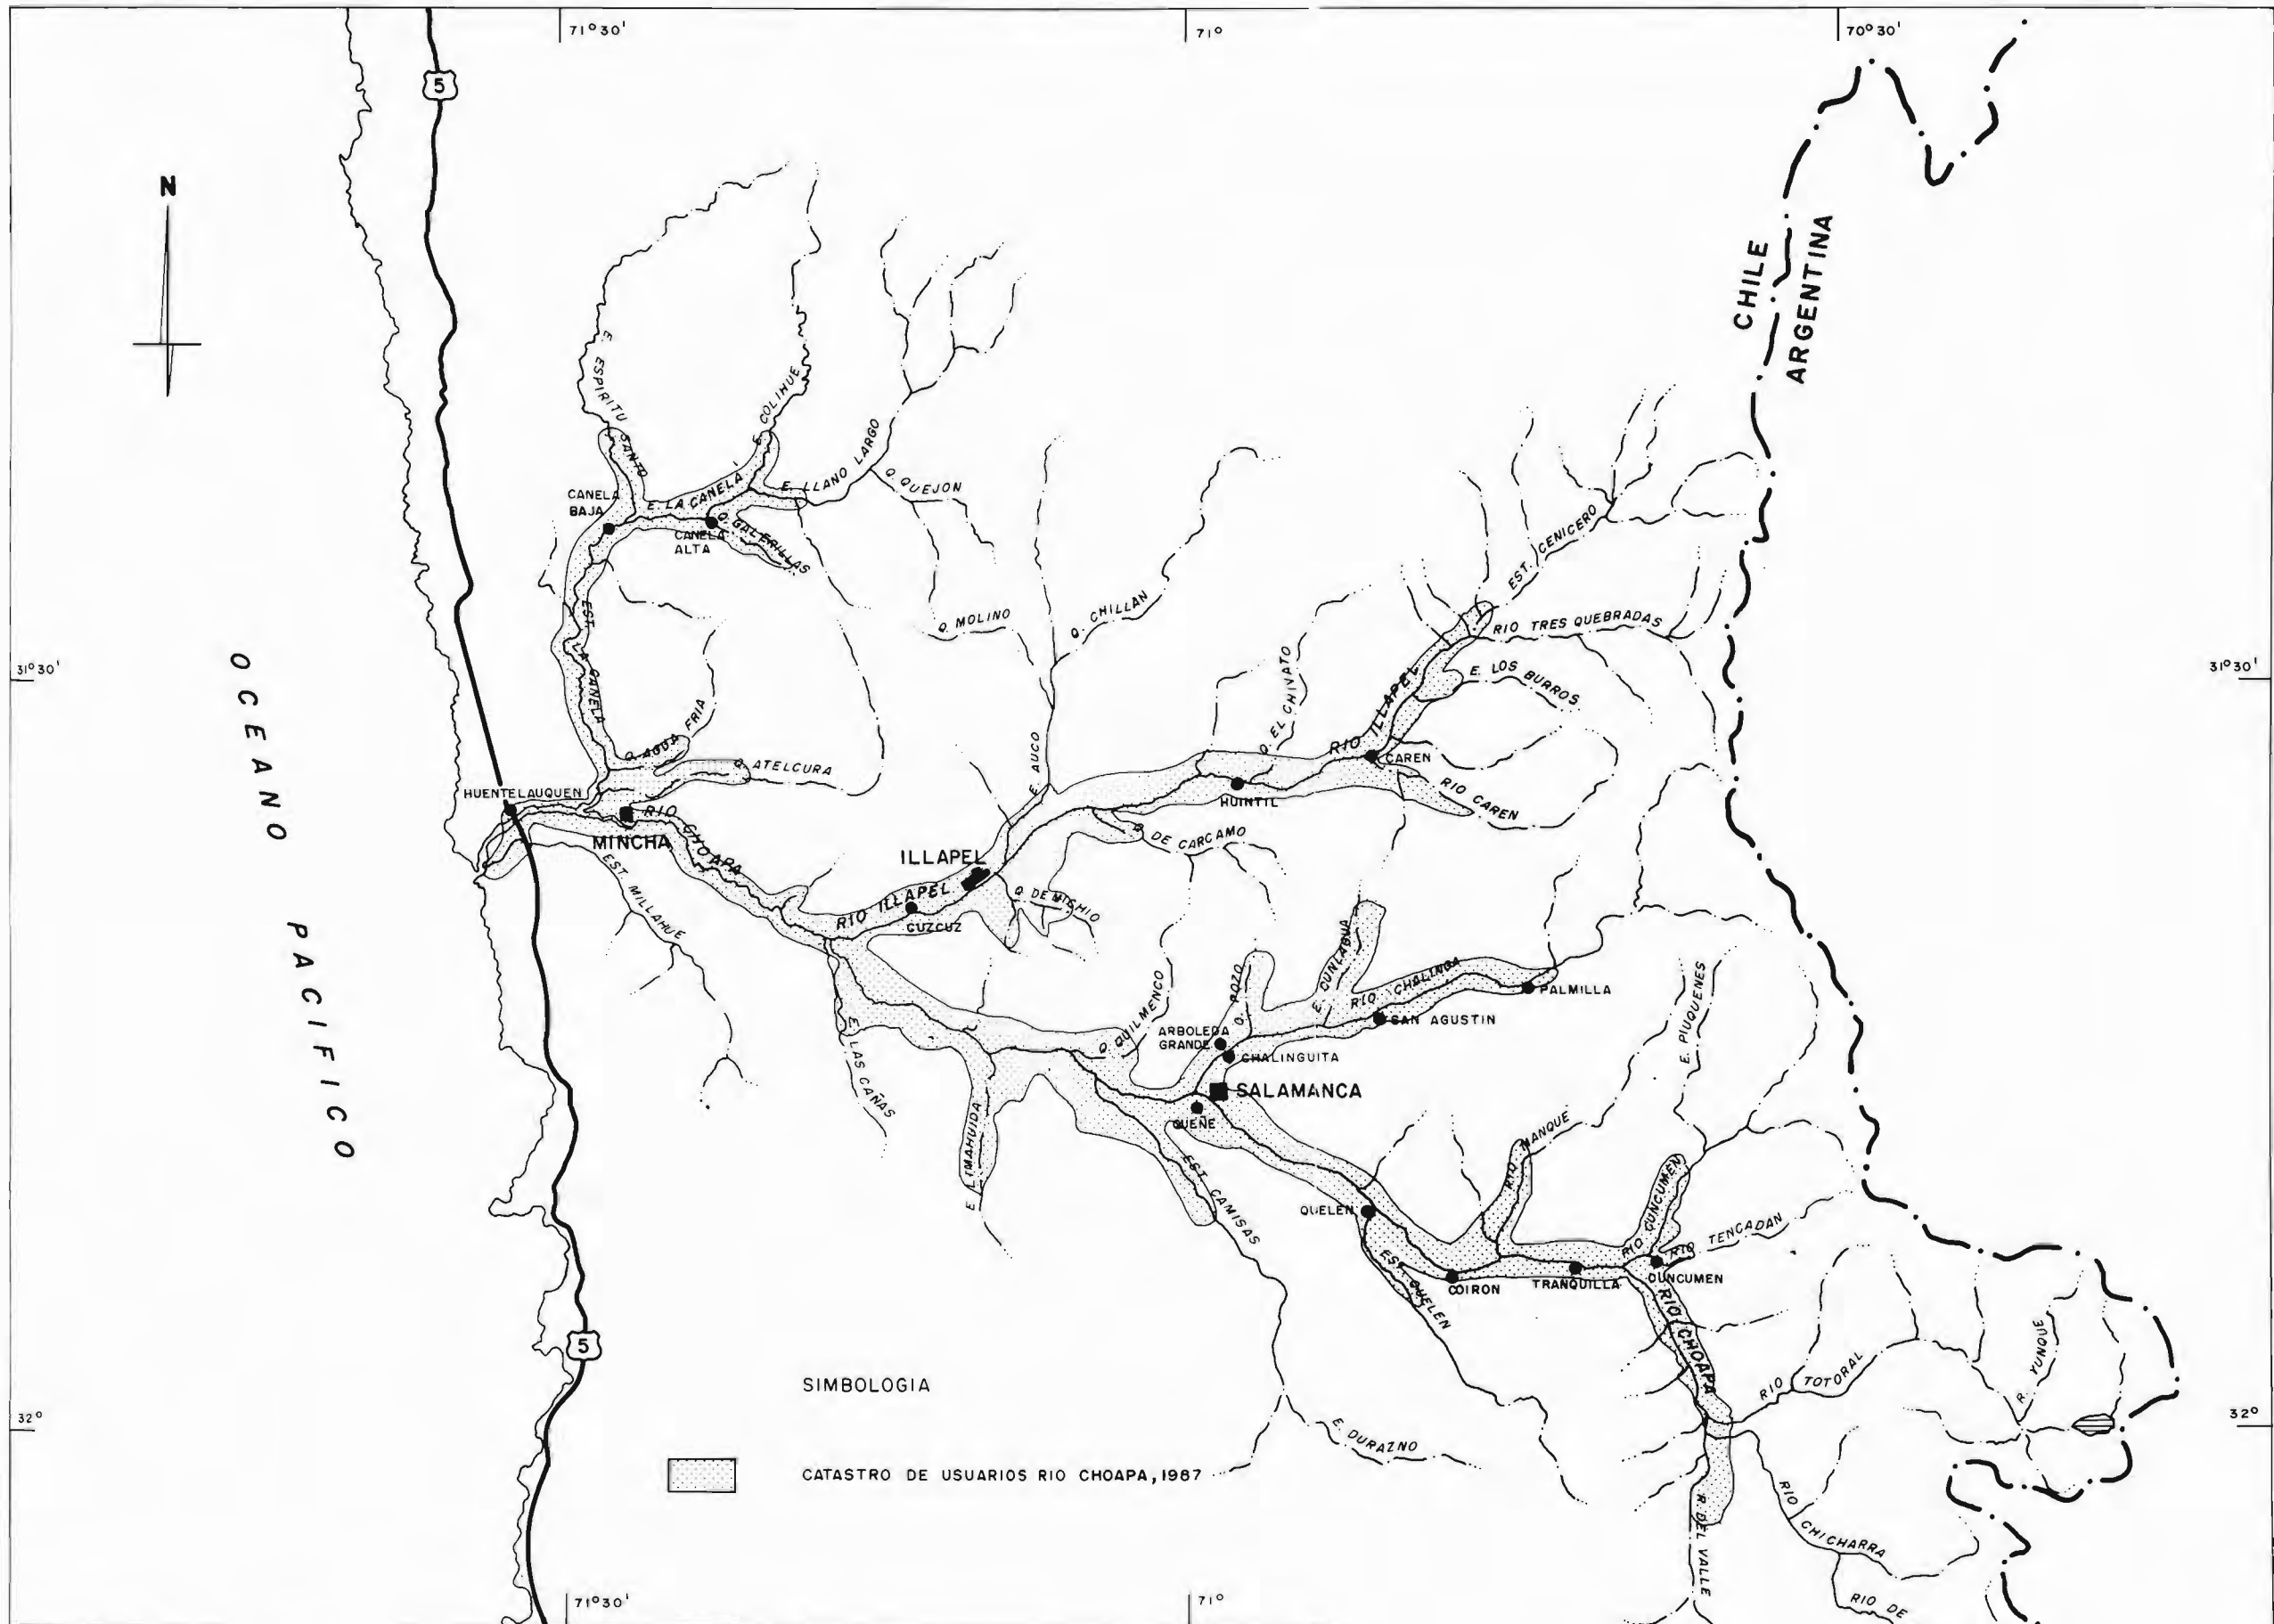 71°30'
71°
70°30'
5
N
CHILE
ARGENTINA
E. ESPIRITU SANTO
E. COLIHUE
E. LLANO LARGO
Q. QUEJON
E. LA CANELA
CANELA
BAJA
CANELA
ALTA
Q. GALERILLAS
EST. CENICERO
Q. MOLINO
Q. CHILLAN
RIO TRES QUEBRADAS
EST. LA CANELA
31°30'
31°30'
E. LOS BURROS
Q. EL CHIVATO
RIO ILLAPEL
OCEANO PACIFICO
Q. AGUA FRIA
Q. ATELCURA
E. AUCO
CAREN
RIO CAREN
HUINTIL
HUENTELAUQUEN
MINCHA
RIO CHOAPA
Q. DE CARCAMO
ILLAPEL
RIO ILLAPEL
CUZCUZ
Q. DE MICHIO
EST. MILLAHUE
E. CUNLAGUA
RIO CHALINGA
PALMILLA
SAN AGUSTIN
Q. POZO
Q. QUILMENCO
ARBOLEDA
GRANDE
CHALINGUITA
E. PIUQUENES
E. LAS CAÑAS
SALAMANCA
QUEÑE
E. LIMAHUIDA
EST. CAMISAS
RIO MANQUE
RIO CUNCUMEN
RIO TENCADAN
QUELEN
EST. QUELEN
COIRON
TRANQUILLA
CUNCUMEN
RIO CHOAPA
RIO TOTORAL
R. YUNQUE
5
SIMBOLOGIA
32°
32°
E. DURAZNO
CATASTRO DE USUARIOS RIO CHOAPA, 1987
RIO CHICHARRA
R. DEL VALLE
RIO DE
71°30'
71°